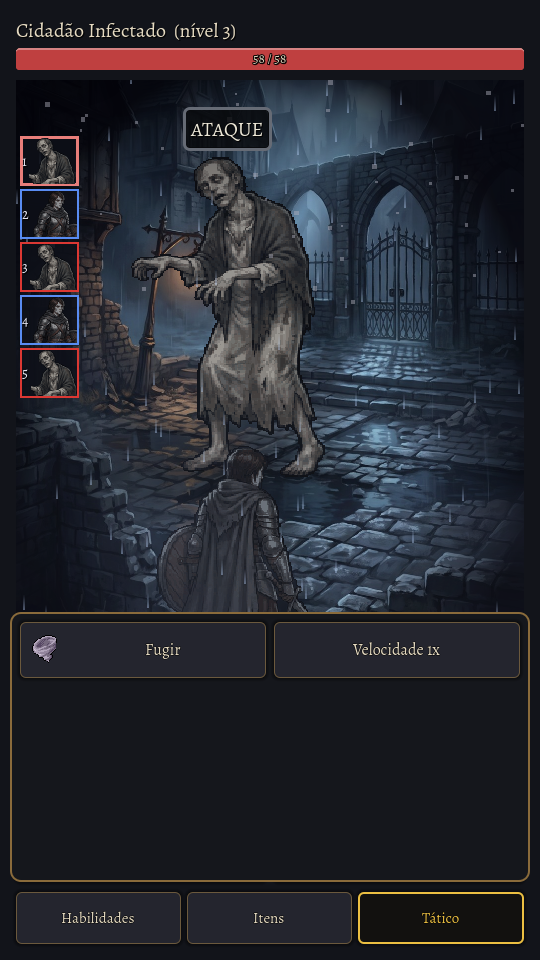 Cidadão Infectado (nível 3)
58 / 58
ATAQUE
1
2
3
4
5
Fugir
Velocidade 1x
Habilidades
Itens
Tático